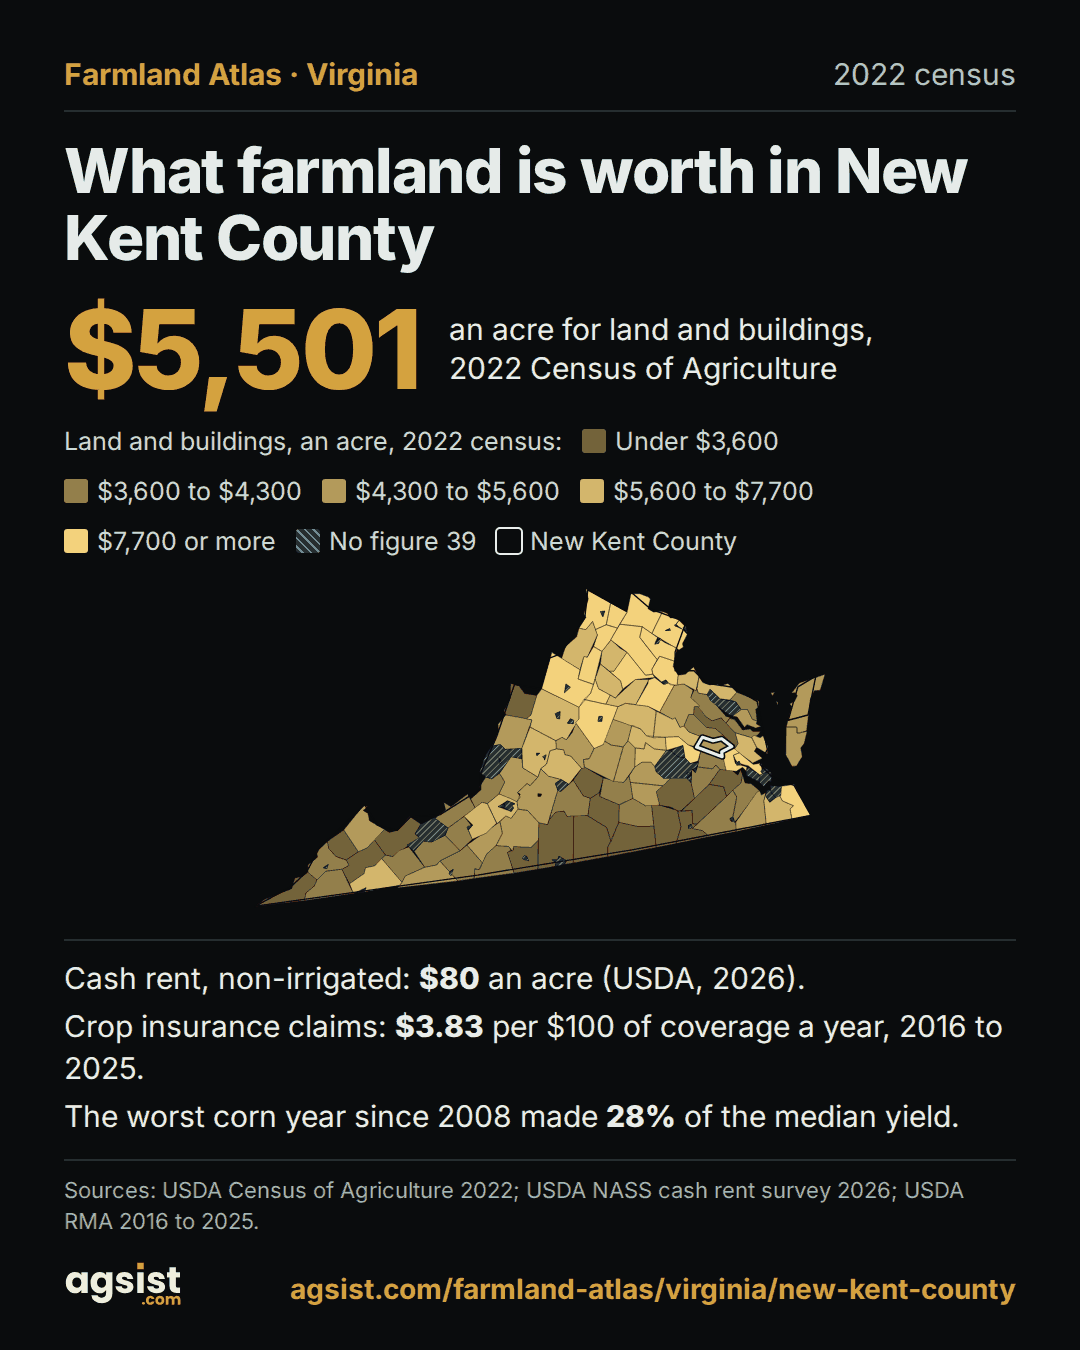 Farmland Atlas · Virginia
2022 census
What farmland is worth in New
Kent County
$5,501
an acre for land and buildings,
2022 Census of Agriculture
Land and buildings, an acre, 2022 census: Under $3,600
$3,600 to $4,300 $4,300 to $5,600 $5,600 to $7,700
$7,700 or more No figure 39 New Kent County
Cash rent, non-irrigated: $80 an acre (USDA, 2026).
Crop insurance claims: $3.83 per $100 of coverage a year, 2016 to
2025.
The worst corn year since 2008 made 28% of the median yield.
Sources: USDA Census of Agriculture 2022; USDA NASS cash rent survey 2026; USDA
RMA 2016 to 2025.
agsist
.com
agsist.com/farmland-atlas/virginia/new-kent-county